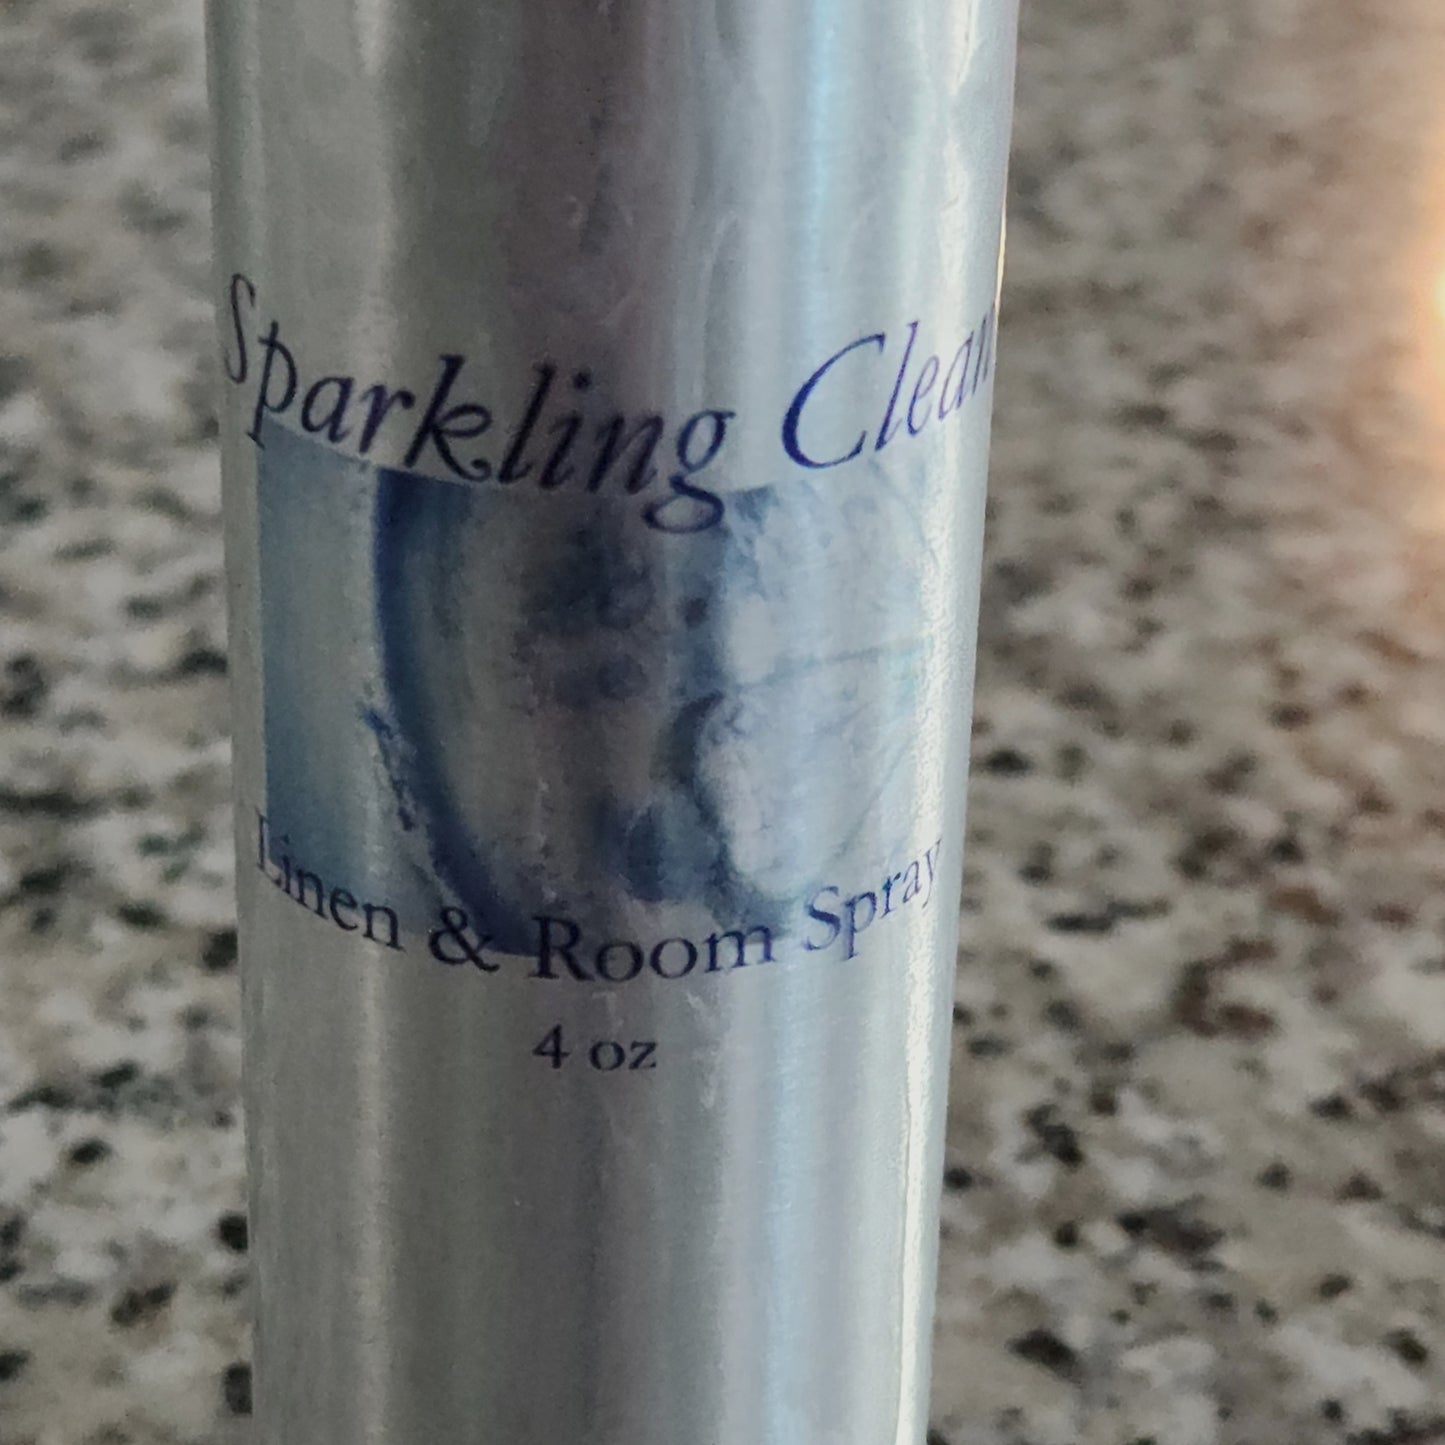 Sparkling Clean
Linen & Room Spray
4 oz